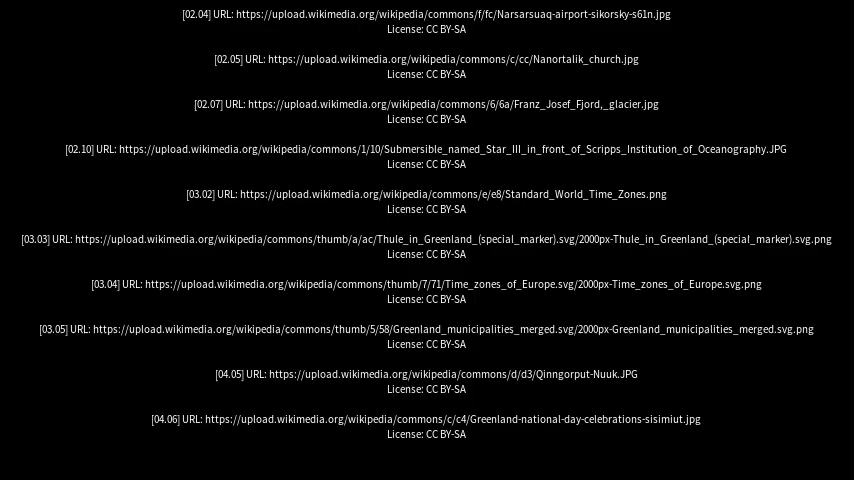 [02.04] URL: https://upload.wikimedia.org/wikipedia/commons/f/fc/Narsarsuaq-airport-sikorsky-s61n.jpg
License: CC BY-SA
[02.05] URL: https://upload.wikimedia.org/wikipedia/commons/c/cc/Nanortalik_church.jpg
License: CC BY-SA
[02.07] URL: https://upload.wikimedia.org/wikipedia/commons/6/6a/Franz_Josef_Fjord,_glacier.jpg
License: CC BY-SA
[02.10] URL: https://upload.wikimedia.org/wikipedia/commons/1/10/Submersible_named_Star_III_in_front_of_Scripps_Institution_of_Oceanography.JPG
License: CC BY-SA
[03.02] URL: https://upload.wikimedia.org/wikipedia/commons/e/e8/Standard_World_Time_Zones.png
License: CC BY-SA
[03.03] URL: https://upload.wikimedia.org/wikipedia/commons/thumb/a/ac/Thule_in_Greenland_(special_marker).svg/2000px-Thule_in_Greenland_(special_marker).svg.png
License: CC BY-SA
[03.04] URL: https://upload.wikimedia.org/wikipedia/commons/thumb/7/71/Time_zones_of_Europe.svg/2000px-Time_zones_of_Europe.svg.png
License: CC BY-SA
[03.05] URL: https://upload.wikimedia.org/wikipedia/commons/thumb/5/58/Greenland_municipalities_merged.svg/2000px-Greenland_municipalities_merged.svg.png
License: CC BY-SA
[04.05] URL: https://upload.wikimedia.org/wikipedia/commons/d/d3/Qinngorput-Nuuk.JPG
License: CC BY-SA
[04.06] URL: https://upload.wikimedia.org/wikipedia/commons/c/c4/Greenland-national-day-celebrations-sisimiut.jpg
License: CC BY-SA